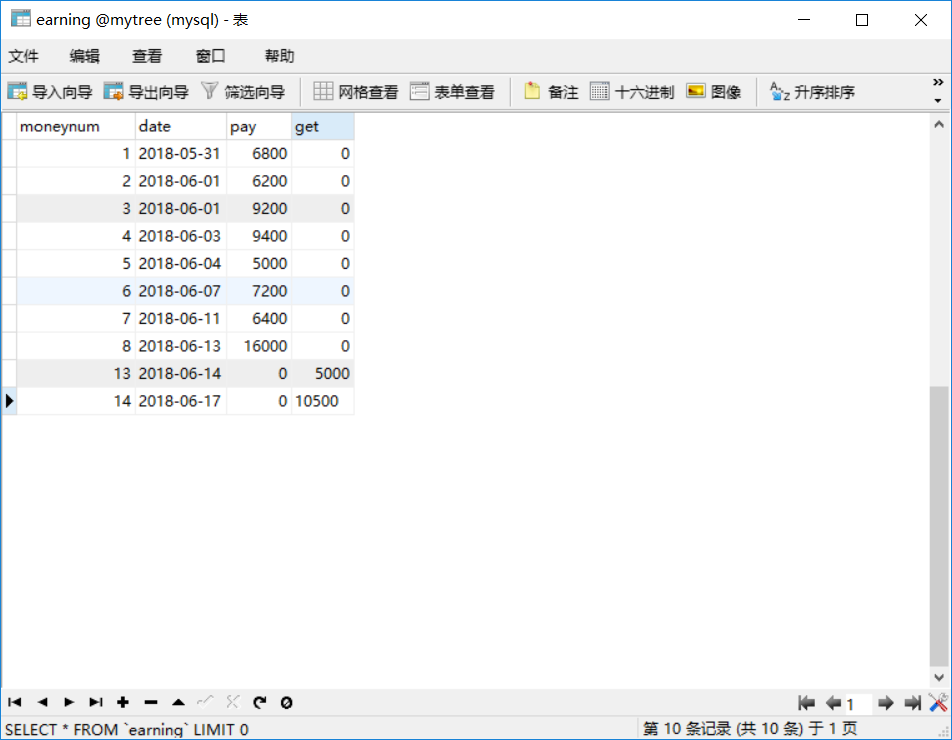 earning @mytree (mysql) - 表
文件 编辑 查看 窗口 帮助
导入向导 导出向导 筛选向导 网格查看 表单查看 备注 十六进制 图像 升序排序
moneynum date pay get
1 2018-05-31 6800 0
2 2018-06-01 6200 0
3 2018-06-01 9200 0
4 2018-06-03 9400 0
5 2018-06-04 5000 0
6 2018-06-07 7200 0
7 2018-06-11 6400 0
8 2018-06-13 16000 0
13 2018-06-14 0 5000
14 2018-06-17 0 10500
1
SELECT * FROM `earning` LIMIT 0 第 10 条记录 (共 10 条) 于 1 页